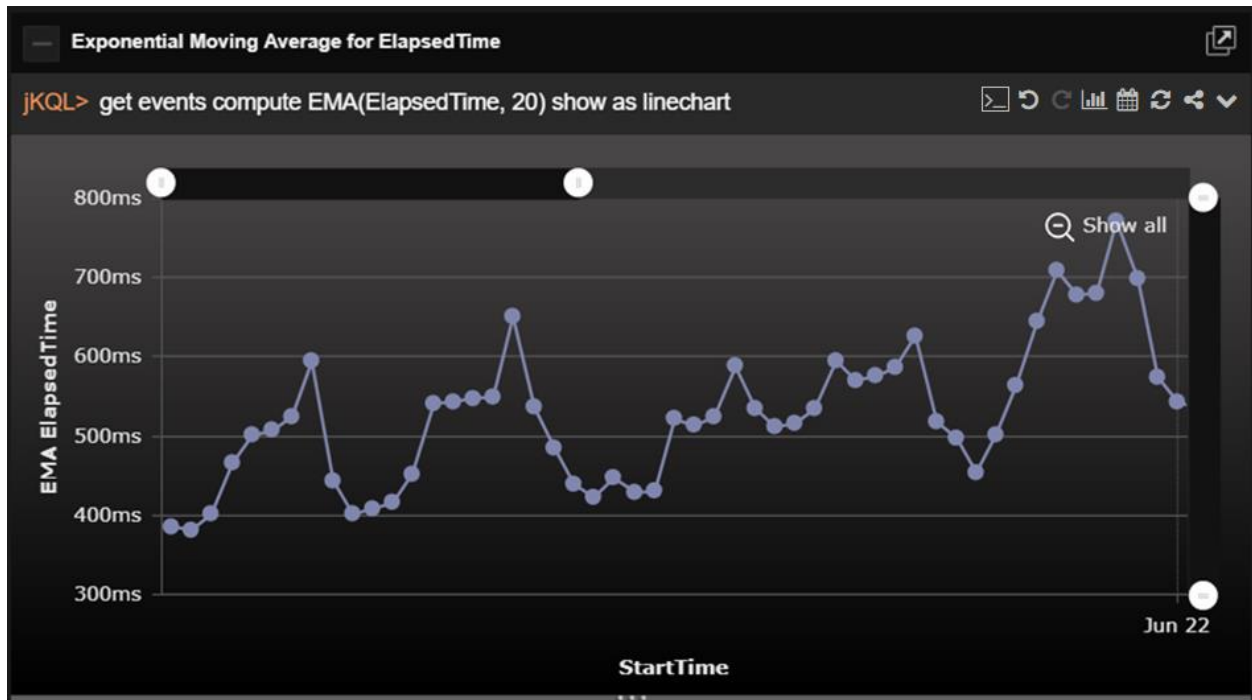 Exponential Moving Average for ElapsedTime
jKQL> get events compute EMA(ElapsedTime, 20) show as linechart
800ms
Show all
700ms
600ms
500ms
400ms
300ms
EMA ElapsedTime
Jun 22
StartTime